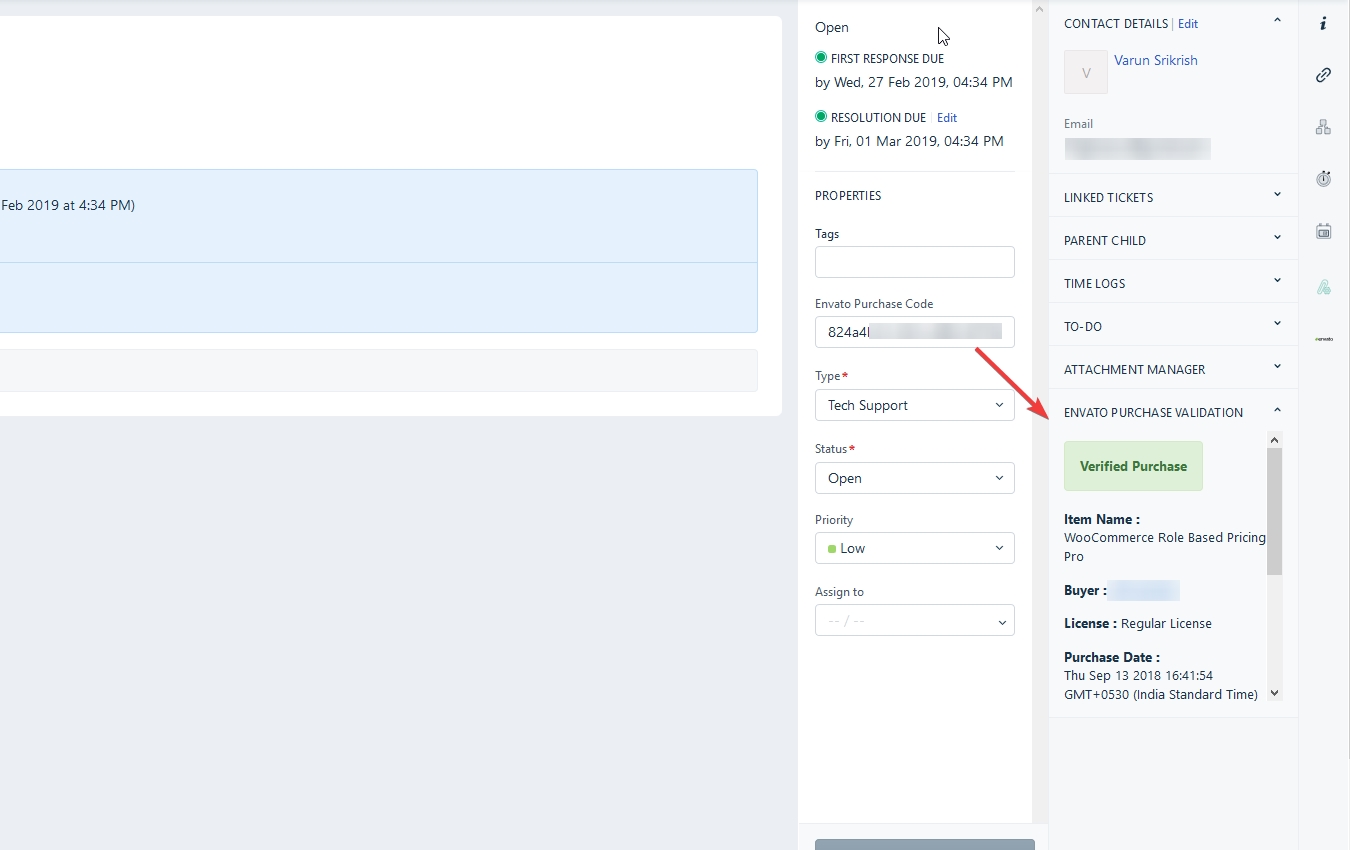 Feb 2019 at 4:34 PM)
Open
FIRST RESPONSE DUE
by Wed, 27 Feb 2019, 04:34 PM
RESOLUTION DUE | Edit
by Fri, 01 Mar 2019, 04:34 PM
PROPERTIES
Tags
Envato Purchase Code
824a4
Type*
Tech Support
Status*
Open
Priority
Low
Assign to
-- / --
CONTACT DETAILS | Edit
V
Varun Srikrish
Email
LINKED TICKETS
PARENT CHILD
TIME LOGS
TO-DO
ATTACHMENT MANAGER
ENVATO PURCHASE VALIDATION
Verified Purchase
Item Name :
WooCommerce Role Based Pricing
Pro
Buyer :
License : Regular License
Purchase Date :
Thu Sep 13 2018 16:41:54
GMT+0530 (India Standard Time)
i
envato